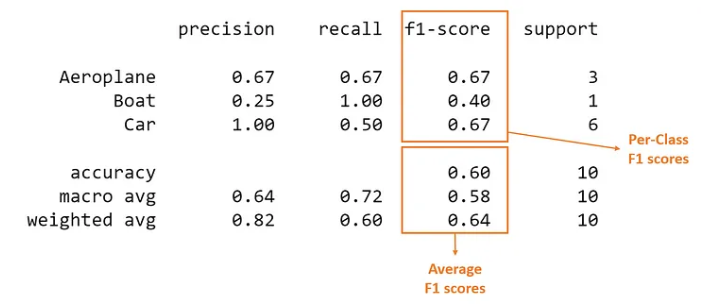 precision recall f1-score support
Aeroplane 0.67 0.67 0.67 3
Boat 0.25 1.00 0.40 1
Car 1.00 0.50 0.67 6
Per-Class
F1 scores
accuracy 0.60 10
macro avg 0.64 0.72 0.58 10
weighted avg 0.82 0.60 0.64 10
Average
F1 scores